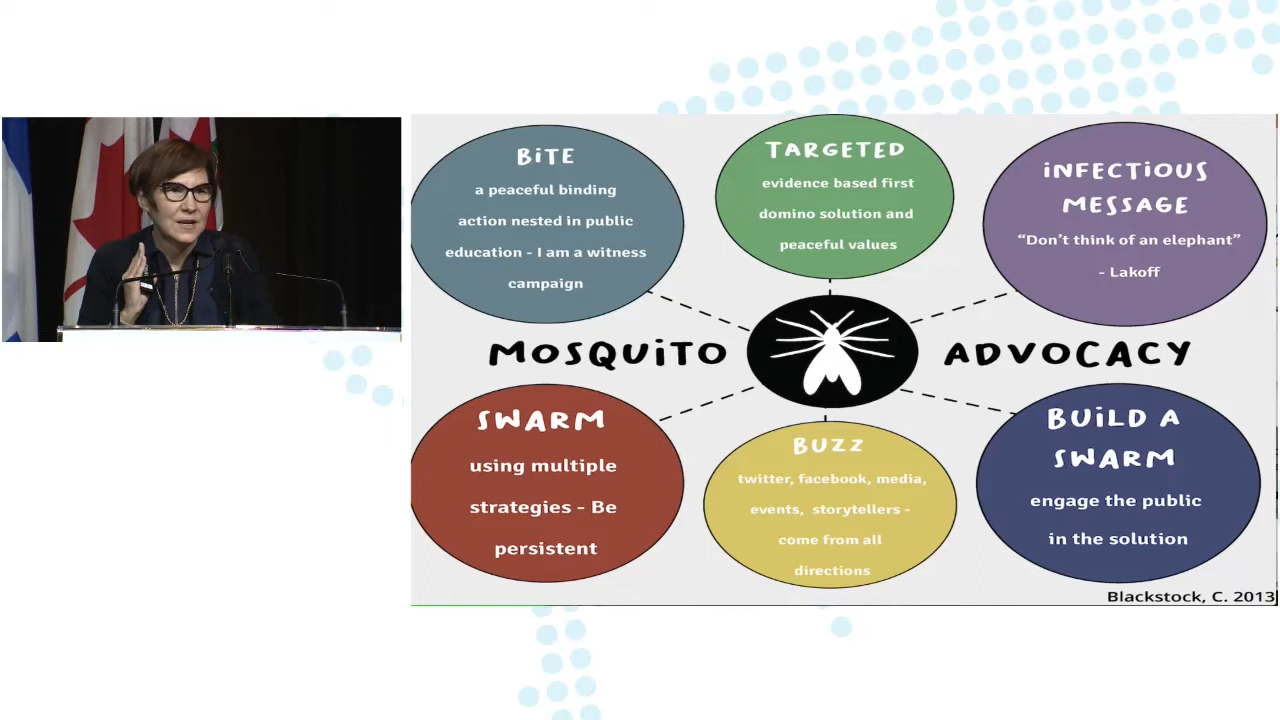 BiTE
a peaceful binding
action nested in public
education - I am a witness
campaign
TARGETED
evidence based first
domino solution and
peaceful values
iNFECTiOUS
MESSAGE
“Don’t think of an elephant”
- Lakoff
MOSQUiTO
ADVOCACY
SWARM
using multiple
strategies - Be
persistent
BUZZ
twitter, facebook, media,
events, storytellers -
come from all
directions
BUiLD A
SWARM
engage the public
in the solution
Blackstock, C. 2013